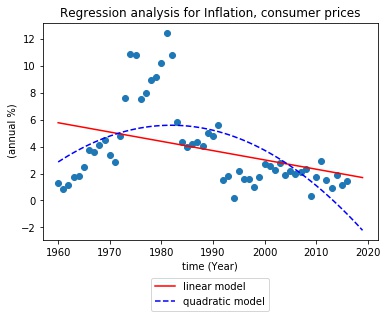 Regression analysis for Inflation, consumer prices
12
10
8
6
4
2
0
−2
(annual %)
1960 1970 1980 1990 2000 2010 2020
time (Year)
linear model
quadratic model